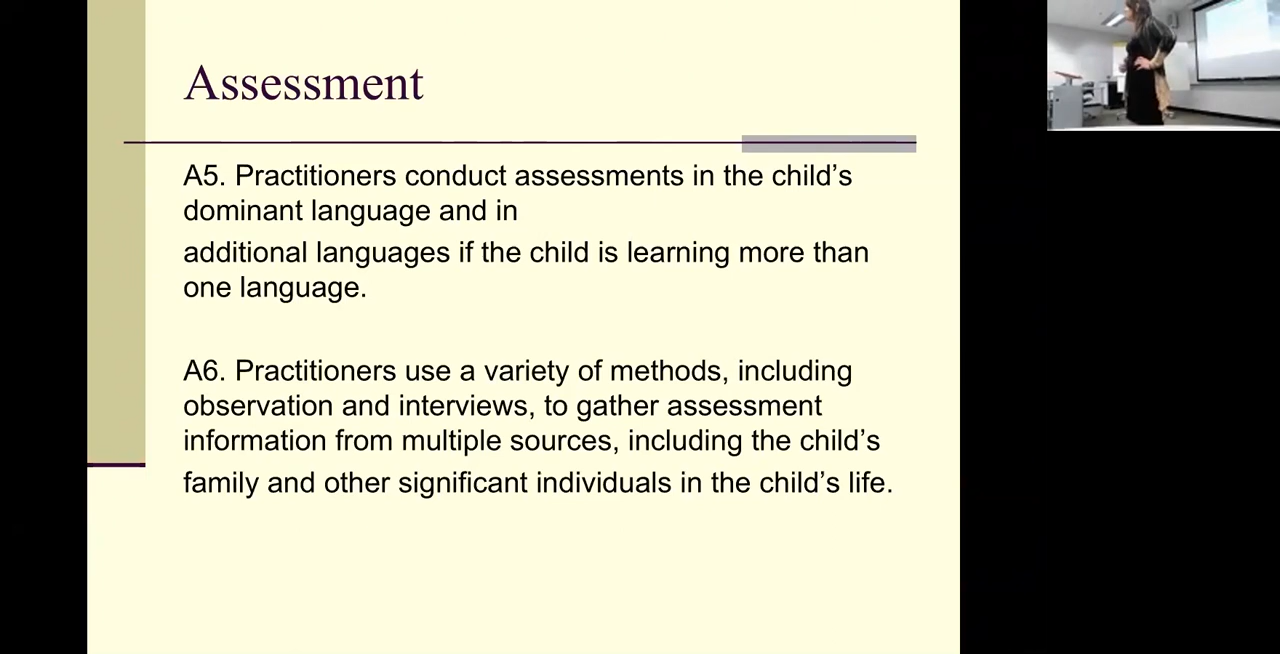 Assessment
A5. Practitioners conduct assessments in the child’s
dominant language and in
additional languages if the child is learning more than
one language.
A6. Practitioners use a variety of methods, including
observation and interviews, to gather assessment
information from multiple sources, including the child’s
family and other significant individuals in the child’s life.